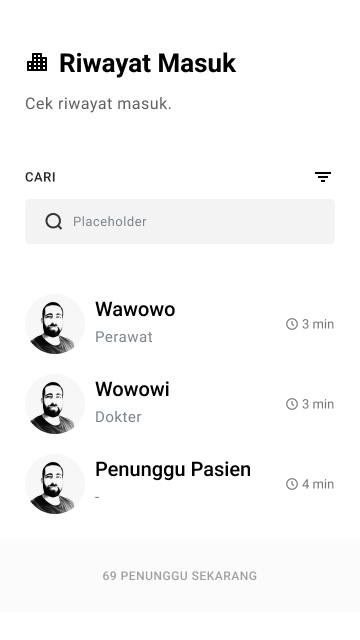 Riwayat Masuk
Cek riwayat masuk.
CARI
Placeholder
Wawowo
Perawat
3 min
Wowowi
Dokter
3 min
Penunggu Pasien
-
4 min
69 PENUNGGU SEKARANG